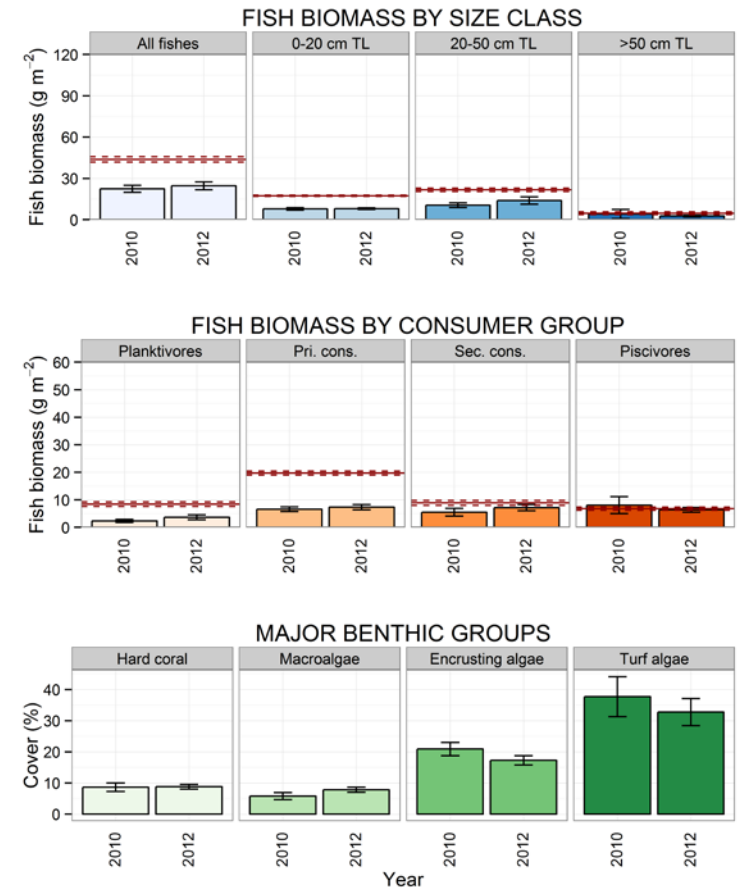 FISH BIOMASS BY SIZE CLASS
All fishes 0-20 cm TL 20-50 cm TL >50 cm TL
Fish biomass (g m⁻²)
120
90
60
30
0
2010 2012 2010 2012 2010 2012 2010 2012
FISH BIOMASS BY CONSUMER GROUP
Planktivores Pri. cons. Sec. cons. Piscivores
Fish biomass (g m⁻²)
60
50
40
30
20
10
0
2010 2012 2010 2012 2010 2012 2010 2012
MAJOR BENTHIC GROUPS
Hard coral Macroalgae Encrusting algae Turf algae
Cover (%)
40
30
20
10
0
2010 2012 2010 2012 2010 2012 2010 2012
Year